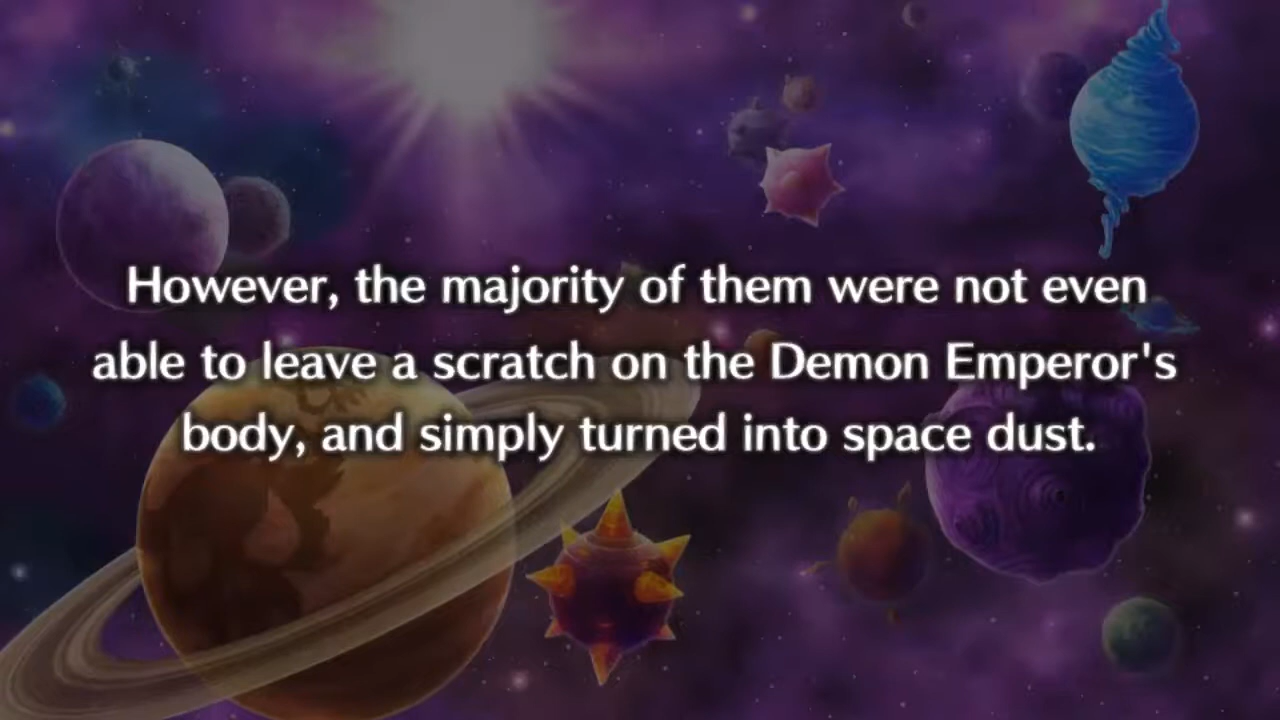 However, the majority of them were not even
able to leave a scratch on the Demon Emperor's
body, and simply turned into space dust.